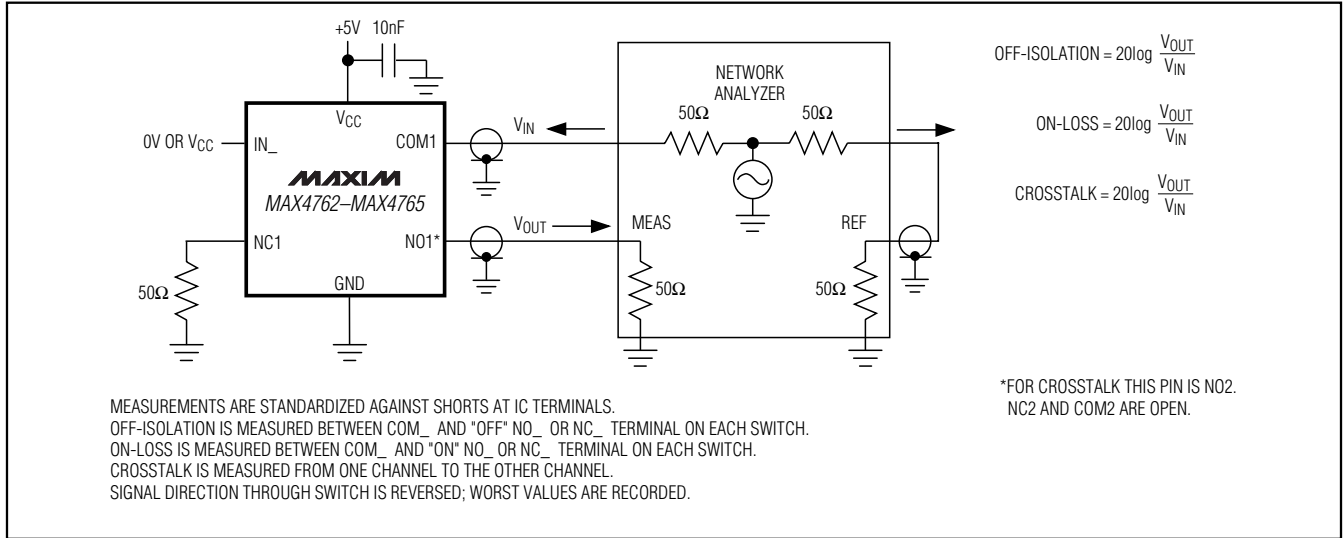 +5V 10nF
VCC
0V OR VCC
IN_
COM1
MAXIM
MAX4762–MAX4765
NC1
NO1*
GND
50Ω
VIN
VOUT
NETWORK
ANALYZER
50Ω
50Ω
MEAS
REF
50Ω
50Ω
OFF-ISOLATION = 20log VOUT/VIN
ON-LOSS = 20log VOUT/VIN
CROSSTALK = 20log VOUT/VIN
*FOR CROSSTALK THIS PIN IS NO2.
NC2 AND COM2 ARE OPEN.
MEASUREMENTS ARE STANDARDIZED AGAINST SHORTS AT IC TERMINALS.
OFF-ISOLATION IS MEASURED BETWEEN COM_ AND "OFF" NO_ OR NC_ TERMINAL ON EACH SWITCH.
ON-LOSS IS MEASURED BETWEEN COM_ AND "ON" NO_ OR NC_ TERMINAL ON EACH SWITCH.
CROSSTALK IS MEASURED FROM ONE CHANNEL TO THE OTHER CHANNEL.
SIGNAL DIRECTION THROUGH SWITCH IS REVERSED; WORST VALUES ARE RECORDED.